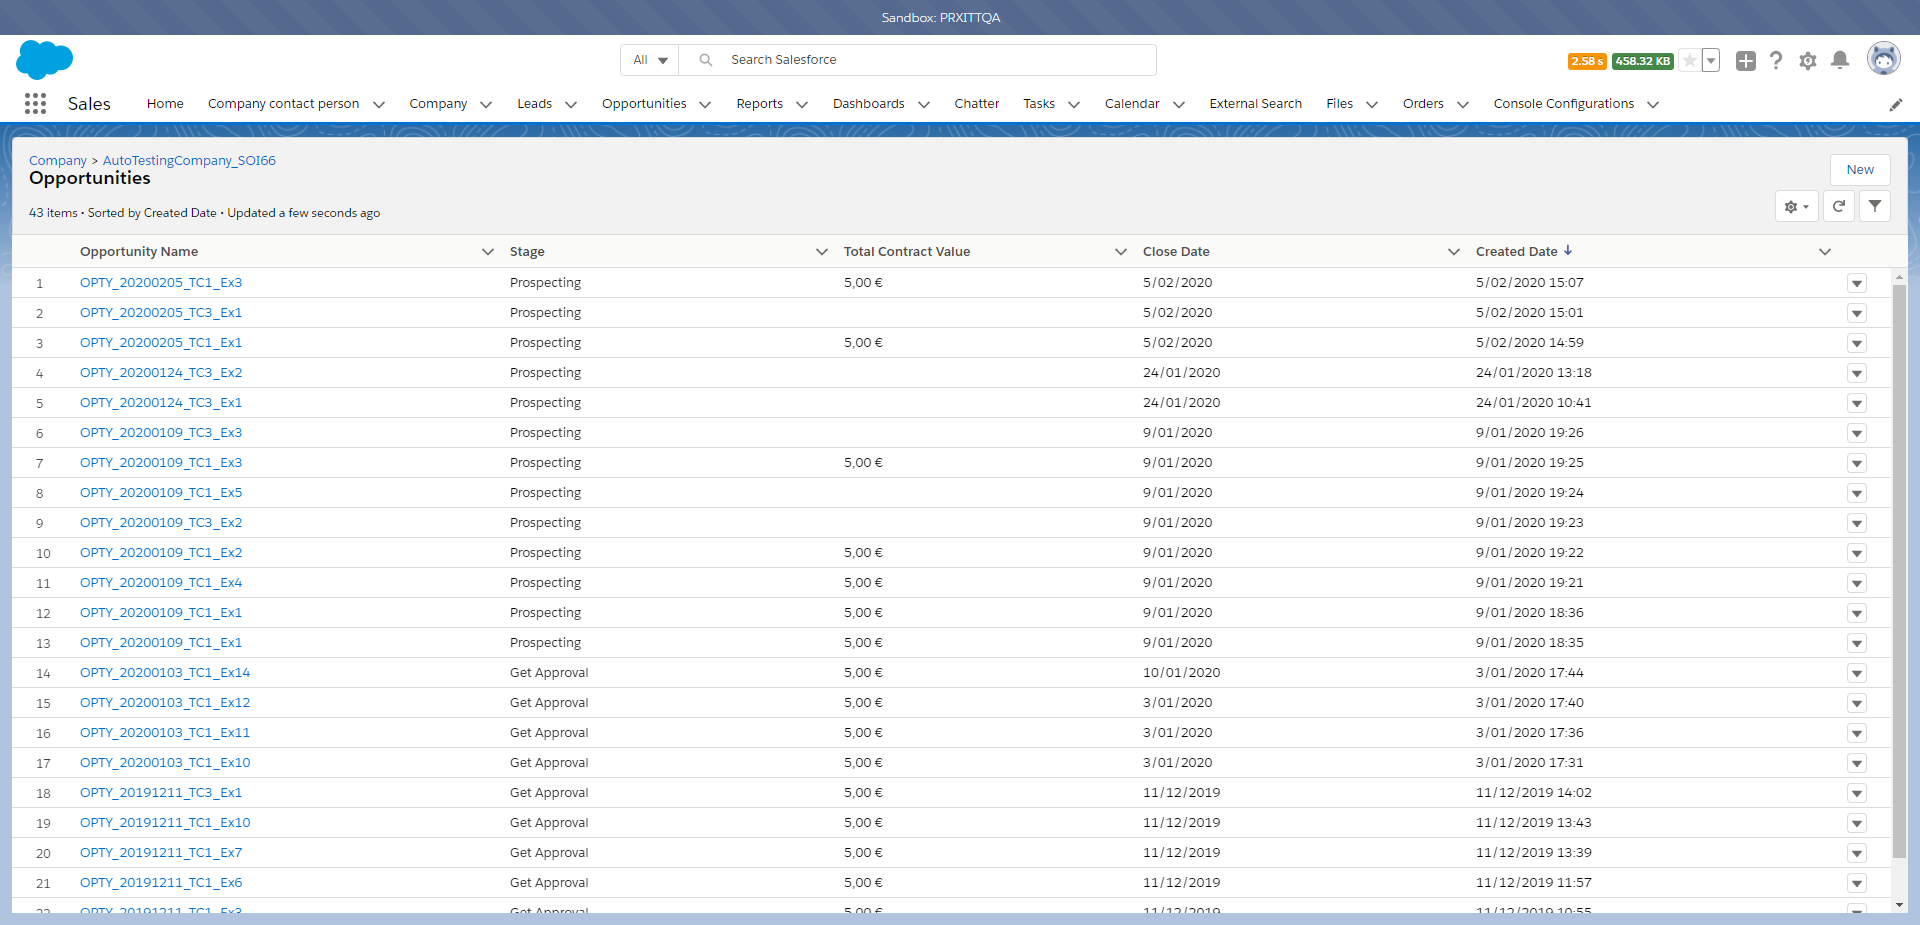 Sandbox: PRXITTQA
All Search Salesforce 2.58 s 458.32 KB
Sales Home Company contact person Company Leads Opportunities Reports Dashboards Chatter Tasks Calendar External Search Files Orders Console Configurations
Company > AutoTestingCompany_SOI66
Opportunities
New
43 items • Sorted by Created Date • Updated a few seconds ago
Opportunity Name Stage Total Contract Value Close Date Created Date
1 OPTY_20200205_TC1_Ex3 Prospecting 5,00 € 5/02/2020 5/02/2020 15:07
2 OPTY_20200205_TC3_Ex1 Prospecting 5/02/2020 5/02/2020 15:01
3 OPTY_20200205_TC1_Ex1 Prospecting 5,00 € 5/02/2020 5/02/2020 14:59
4 OPTY_20200124_TC3_Ex2 Prospecting 24/01/2020 24/01/2020 13:18
5 OPTY_20200124_TC3_Ex1 Prospecting 24/01/2020 24/01/2020 10:41
6 OPTY_20200109_TC3_Ex3 Prospecting 9/01/2020 9/01/2020 19:26
7 OPTY_20200109_TC1_Ex3 Prospecting 5,00 € 9/01/2020 9/01/2020 19:25
8 OPTY_20200109_TC1_Ex5 Prospecting 9/01/2020 9/01/2020 19:24
9 OPTY_20200109_TC3_Ex2 Prospecting 9/01/2020 9/01/2020 19:23
10 OPTY_20200109_TC1_Ex2 Prospecting 5,00 € 9/01/2020 9/01/2020 19:22
11 OPTY_20200109_TC1_Ex4 Prospecting 5,00 € 9/01/2020 9/01/2020 19:21
12 OPTY_20200109_TC1_Ex1 Prospecting 5,00 € 9/01/2020 9/01/2020 18:36
13 OPTY_20200109_TC1_Ex1 Prospecting 5,00 € 9/01/2020 9/01/2020 18:35
14 OPTY_20200103_TC1_Ex14 Get Approval 5,00 € 10/01/2020 3/01/2020 17:44
15 OPTY_20200103_TC1_Ex12 Get Approval 5,00 € 3/01/2020 3/01/2020 17:40
16 OPTY_20200103_TC1_Ex11 Get Approval 5,00 € 3/01/2020 3/01/2020 17:36
17 OPTY_20200103_TC1_Ex10 Get Approval 5,00 € 3/01/2020 3/01/2020 17:31
18 OPTY_20191211_TC3_Ex1 Get Approval 5,00 € 11/12/2019 11/12/2019 14:02
19 OPTY_20191211_TC1_Ex10 Get Approval 5,00 € 11/12/2019 11/12/2019 13:43
20 OPTY_20191211_TC1_Ex7 Get Approval 5,00 € 11/12/2019 11/12/2019 13:39
21 OPTY_20191211_TC1_Ex6 Get Approval 5,00 € 11/12/2019 11/12/2019 11:57
22 OPTY_20191211_TC1_Ex3 Get Approval 5,00 € 11/12/2019 11/12/2019 10:55